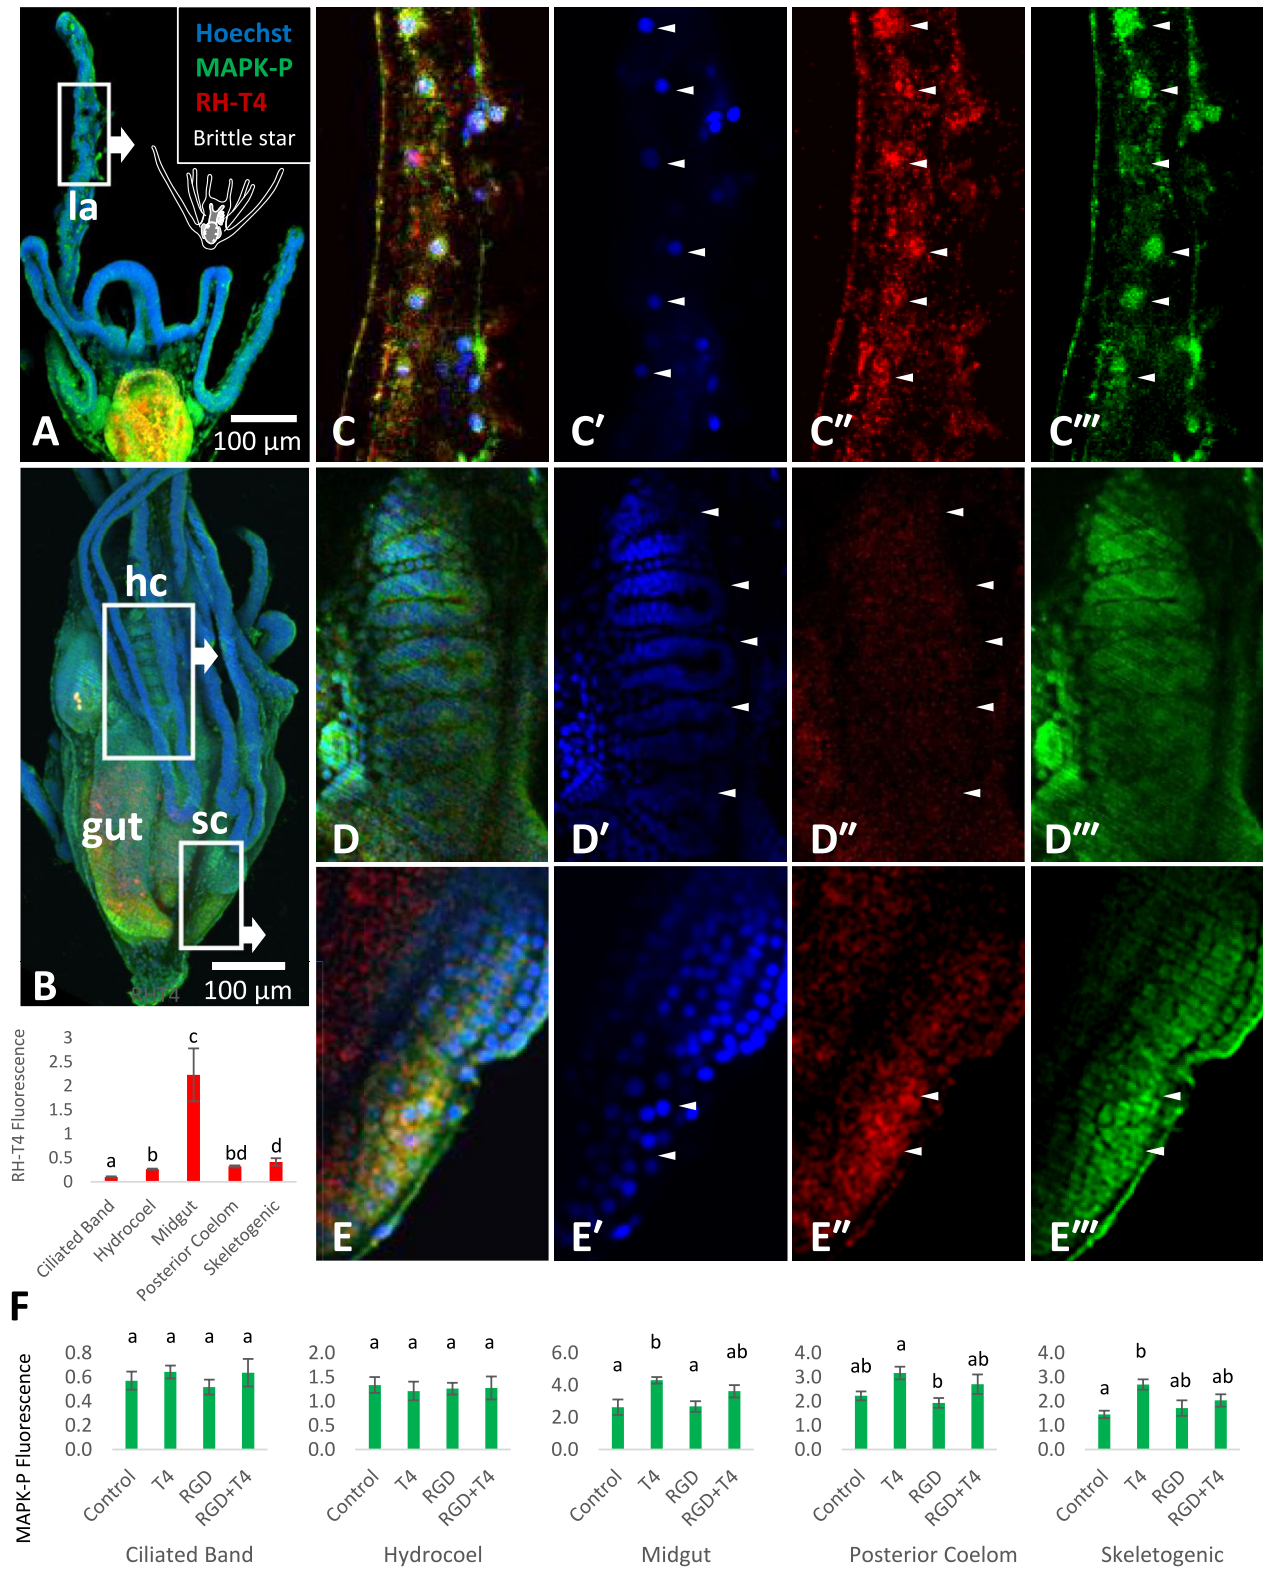 Hoechst
MAPK-P
RH-T4
Brittle star
la
A
100 µm
C
C′
C″
C‴
hc
gut
sc
B
RHT4
100 µm
D
D′
D″
D‴
E
E′
E″
E‴
RH-T4 Fluorescence
3
2.5
2
1.5
1
0.5
0
a
b
c
bd
d
Ciliated Band
Hydrocoel
Midgut
Posterior Coelom
Skeletogenic
F
MAPK-P Fluorescence
0.8
0.6
0.4
0.2
0.0
a a a a
Control T4 RGD RGD+T4
Ciliated Band
2.0
1.5
1.0
0.5
0.0
a a a a
Control T4 RGD RGD+T4
Hydrocoel
6.0
4.0
2.0
0.0
a b a ab
Control T4 RGD RGD+T4
Midgut
4.0
3.0
2.0
1.0
0.0
ab a b ab
Control T4 RGD RGD+T4
Posterior Coelom
4.0
3.0
2.0
1.0
0.0
a b ab ab
Control T4 RGD RGD+T4
Skeletogenic